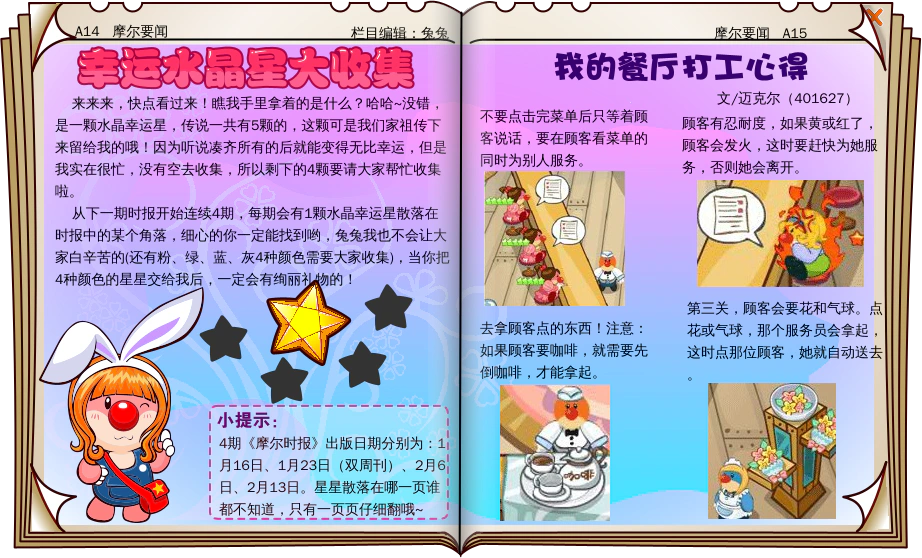 A14 摩尔要闻
栏目编辑：兔兔
幸运水晶星大收集
来来来，快点看过来！瞧我手里拿着的是什么？哈哈~没错，
是一颗水晶幸运星，传说一共有5颗的，这颗可是我们家祖传下
来留给我的哦！因为听说凑齐所有的后就能变得无比幸运，但是
我实在很忙，没有空去收集，所以剩下的4颗要请大家帮忙收集
啦。
从下一期时报开始连续4期，每期会有1颗水晶幸运星散落在
时报中的某个角落，细心的你一定能找到哟，兔兔我也不会让大
家白辛苦的(还有粉、绿、蓝、灰4种颜色需要大家收集)，当你把
4种颜色的星星交给我后，一定会有绚丽礼物的！
小提示：
4期《摩尔时报》出版日期分别为：1
月16日、1月23日（双周刊）、2月6
日、2月13日。星星散落在哪一页谁
都不知道，只有一页页仔细翻哦~
摩尔要闻 A15
我的餐厅打工心得
文/迈克尔（401627）
不要点击完菜单后只等着顾
客说话，要在顾客看菜单的
同时为别人服务。
去拿顾客点的东西！注意：
如果顾客要咖啡，就需要先
倒咖啡，才能拿起。
咖啡
顾客有忍耐度，如果黄或红了，
顾客会发火，这时要赶快为她服
务，否则她会离开。
第三关，顾客会要花和气球。点
花或气球，那个服务员会拿起，
这时点那位顾客，她就自动送去
。